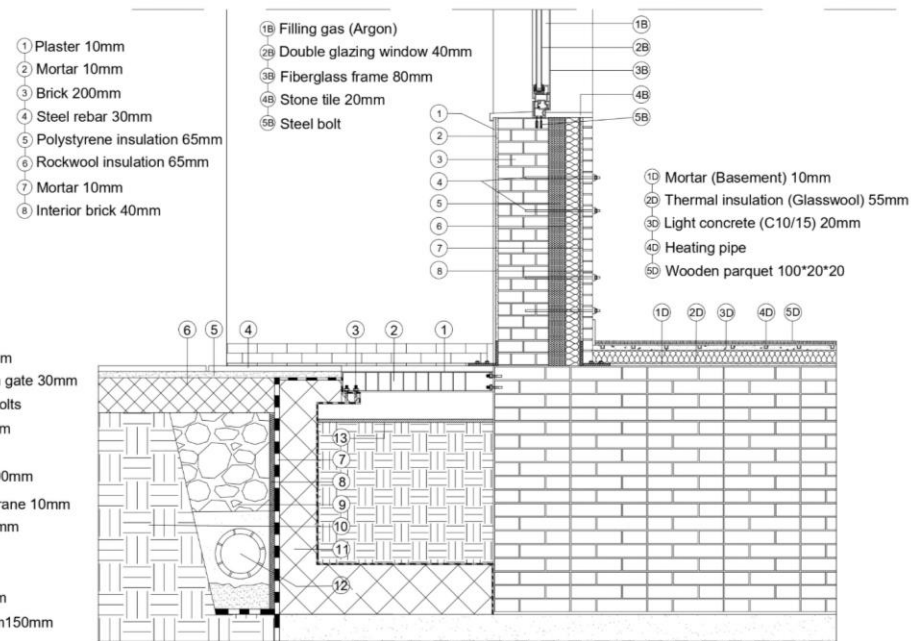 1 Plaster 10mm
2 Mortar 10mm
3 Brick 200mm
4 Steel rebar 30mm
5 Polystyrene insulation 65mm
6 Rockwool insulation 65mm
7 Mortar 10mm
8 Interior brick 40mm
1B Filling gas (Argon)
2B Double glazing window 40mm
3B Fiberglass frame 80mm
4B Stone tile 20mm
5B Steel bolt
1B
2B
3B
4B
5B
1
2
3
4
5
6
7
8
1D Mortar (Basement) 10mm
2D Thermal insulation (Glasswool) 55mm
3D Light concrete (C10/15) 20mm
4D Heating pipe
5D Wooden parquet 100*20*20
6 5 4 3 2 1
1D 2D 3D 4D 5D
gate 30mm
olts
rane 10mm
150mm
13
7
8
9
10
11
12